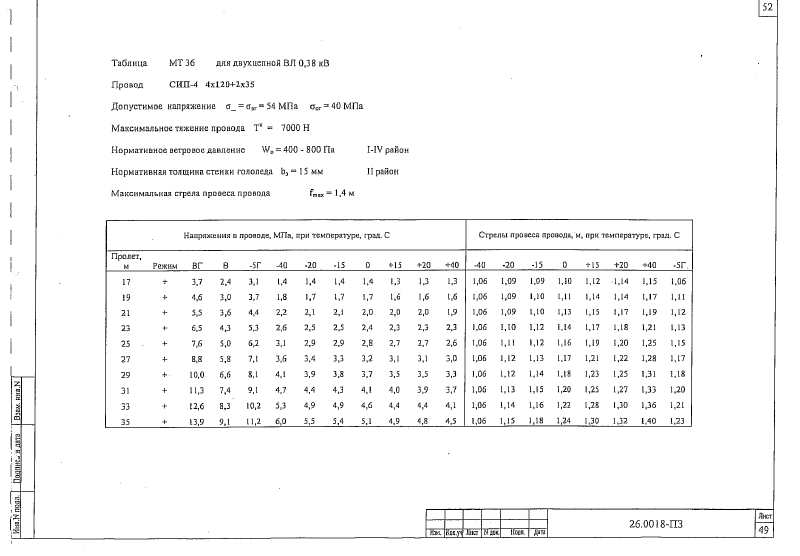 52
Таблица МТ 36 для двухцепной ВЛ 0,38 кВ
Провод СИП-4 4х120+2х35
Допустимое напряжение σ_ = σэг = 54 МПа σсг = 40 МПа
Максимальное тяжение провода Tн = 7000 Н
Нормативное ветровое давление Wo = 400 - 800 Па I-IV район
Нормативная толщина стенки гололеда bэ = 15 мм II район
Максимальная стрела провеса провода fmax = 1,4 м
Напряжения в проводе, МПа, при температуре, град. С Стрелы провеса провода, м, при температуре, град. С
Пролет, м Режим ВГ В -5Г -40 -20 -15 0 +15 +20 +40 -40 -20 -15 0 +15 +20 +40 -5Г
17 + 3,7 2,4 3,1 1,4 1,4 1,4 1,4 1,3 1,3 1,3 1,06 1,09 1,09 1,10 1,12 1,14 1,15 1,06
19 + 4,6 3,0 3,7 1,8 1,7 1,7 1,7 1,6 1,6 1,6 1,06 1,09 1,10 1,11 1,14 1,14 1,17 1,11
21 + 5,5 3,6 4,4 2,2 2,1 2,1 2,0 2,0 2,0 1,9 1,06 1,09 1,10 1,13 1,15 1,17 1,19 1,12
23 + 6,5 4,3 5,3 2,6 2,5 2,5 2,4 2,3 2,3 2,3 1,06 1,10 1,12 1,14 1,17 1,18 1,21 1,13
25 + 7,6 5,0 6,2 3,1 2,9 2,9 2,8 2,7 2,7 2,6 1,06 1,11 1,12 1,16 1,19 1,20 1,25 1,15
27 + 8,8 5,8 7,1 3,6 3,4 3,3 3,2 3,1 3,1 3,0 1,06 1,12 1,13 1,17 1,21 1,22 1,28 1,17
29 + 10,0 6,6 8,1 4,1 3,9 3,8 3,7 3,5 3,5 3,3 1,06 1,12 1,14 1,18 1,23 1,25 1,31 1,18
31 + 11,3 7,4 9,1 4,7 4,4 4,3 4,1 4,0 3,9 3,7 1,06 1,13 1,15 1,20 1,25 1,27 1,33 1,20
33 + 12,6 8,3 10,2 5,3 4,9 4,9 4,6 4,4 4,4 4,1 1,06 1,14 1,16 1,22 1,28 1,30 1,36 1,21
35 + 13,9 9,1 11,2 6,0 5,5 5,4 5,1 4,9 4,8 4,5 1,06 1,15 1,18 1,24 1,30 1,32 1,40 1,23
Взам. инв.N
Подпись и дата
Инв.N подл.
Изм. Кол.уч Лист N док. Подп. Дата
26.0018-ПЗ
Лист
49